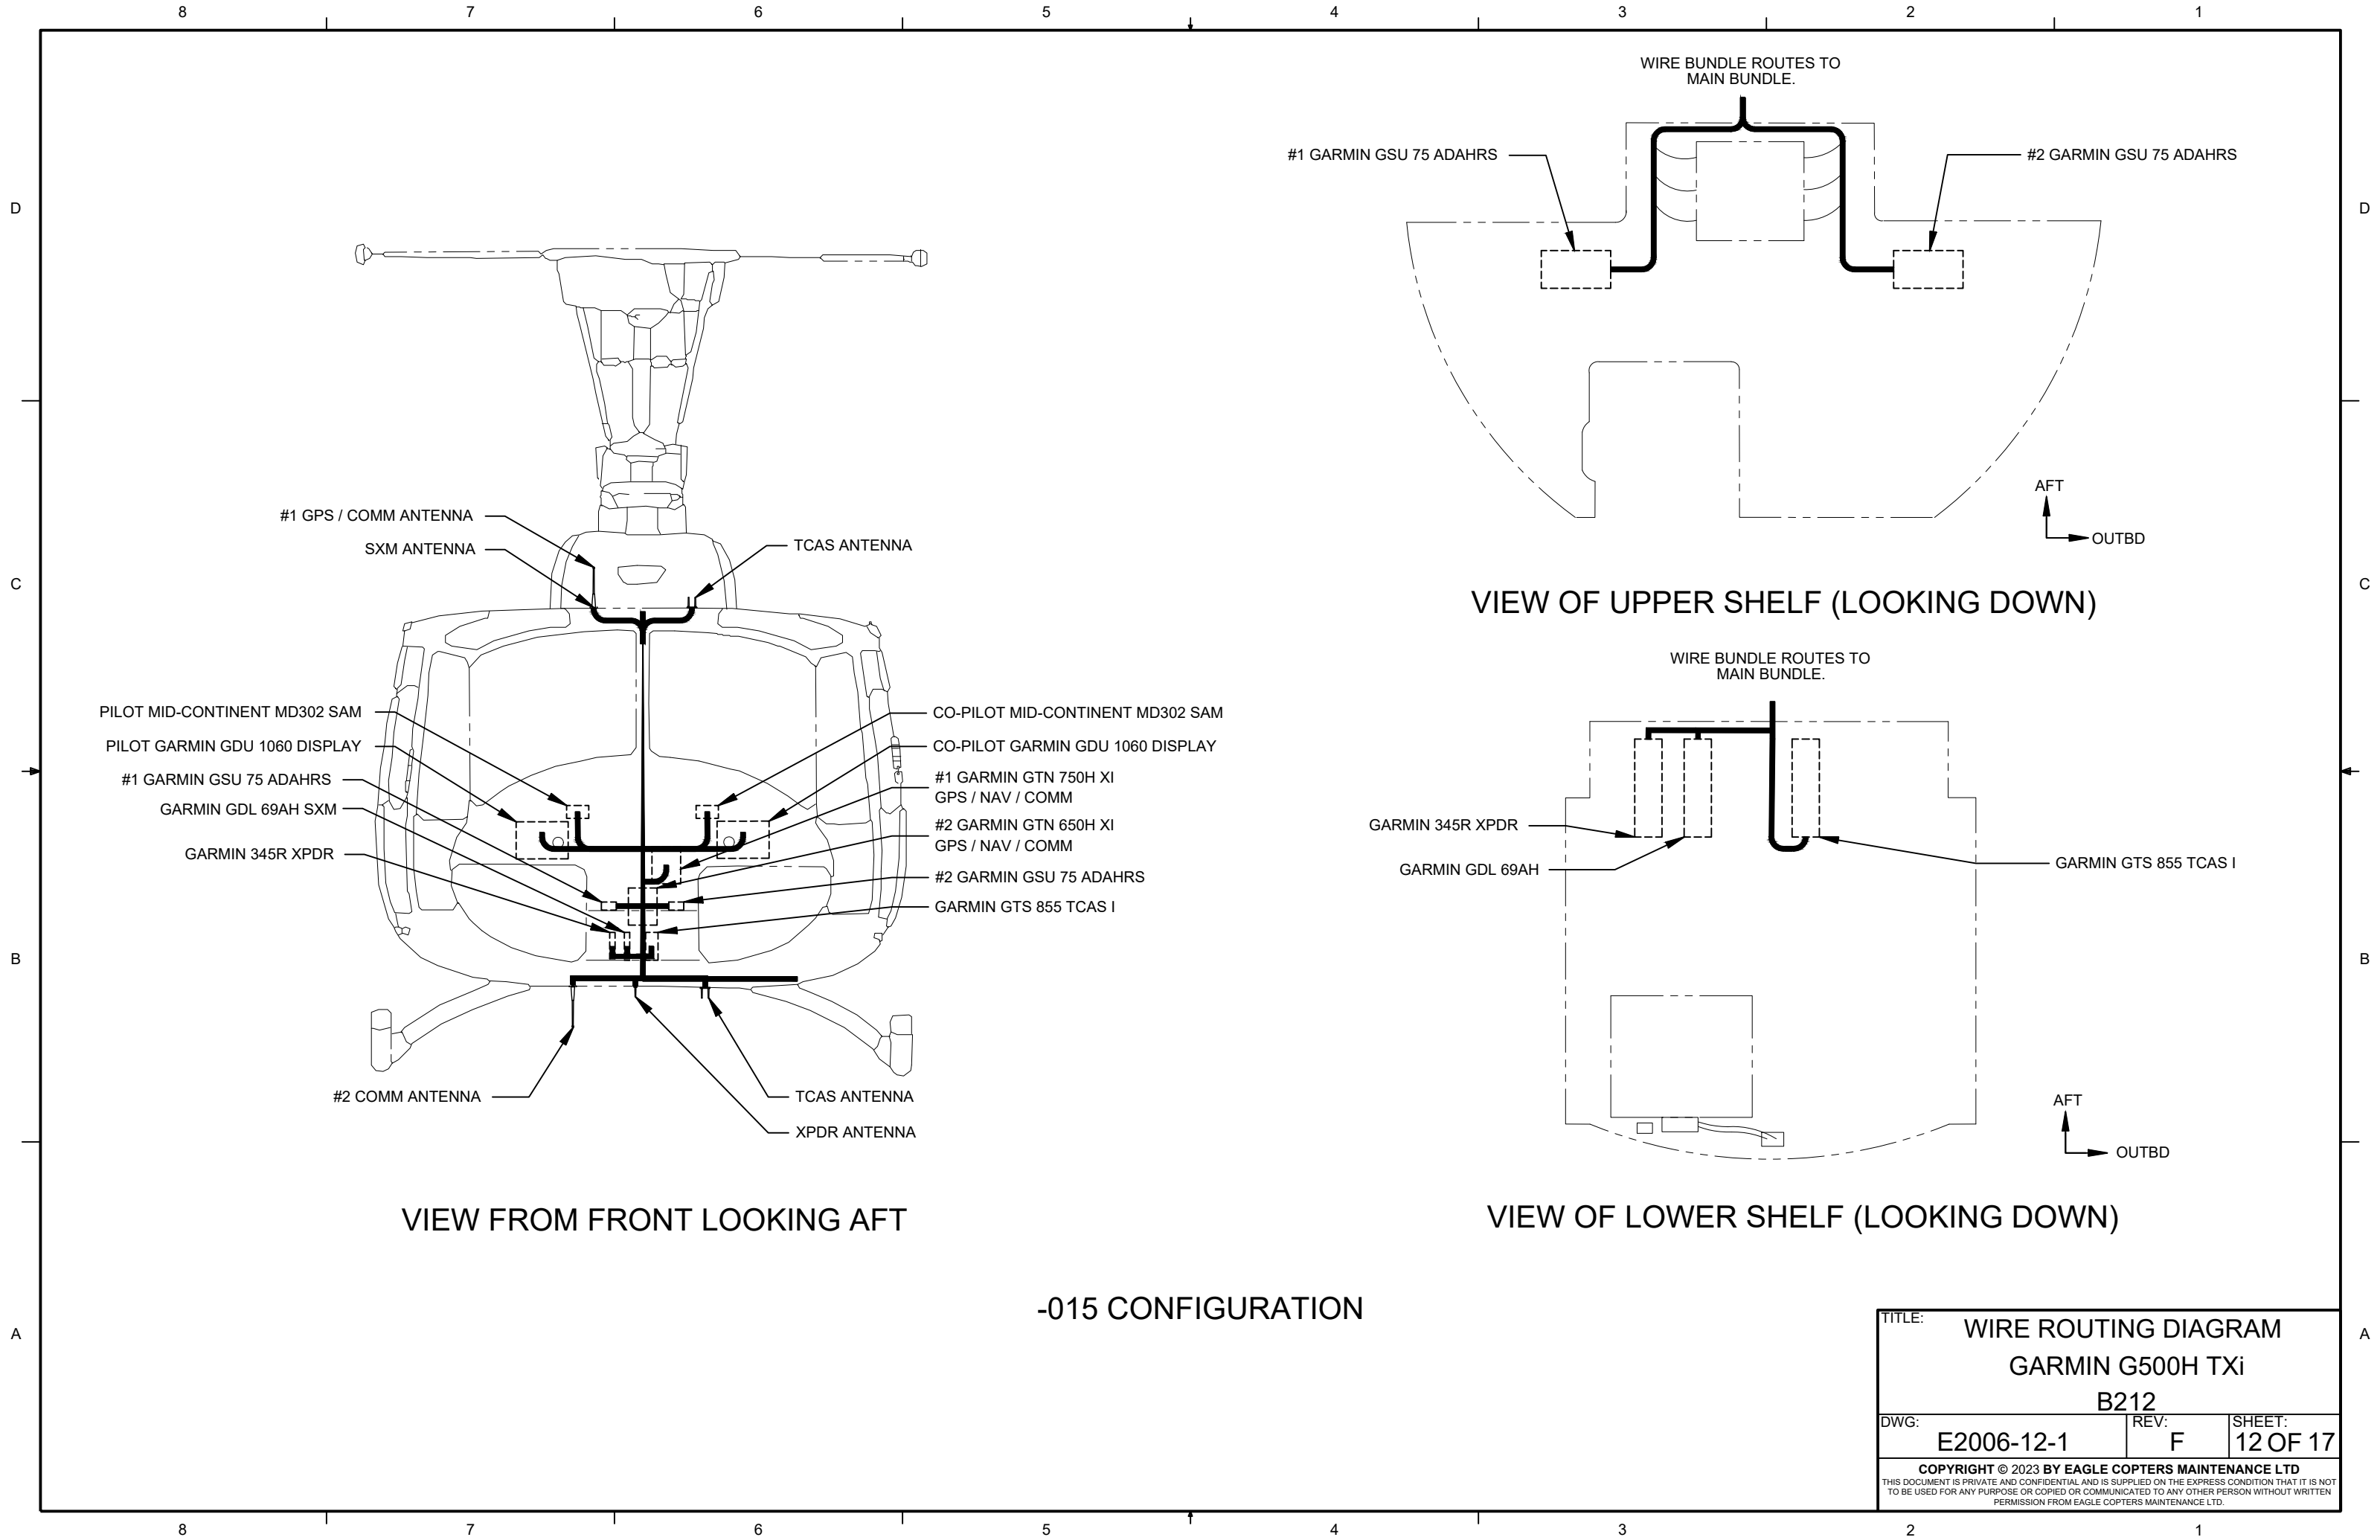 8 7 6 5 4 3 2 1
D
D
C
C
B
B
A
A
WIRE BUNDLE ROUTES TO
MAIN BUNDLE.
#1 GARMIN GSU 75 ADAHRS
#2 GARMIN GSU 75 ADAHRS
AFT
OUTBD
VIEW OF UPPER SHELF (LOOKING DOWN)
#1 GPS / COMM ANTENNA
SXM ANTENNA
TCAS ANTENNA
PILOT MID-CONTINENT MD302 SAM
PILOT GARMIN GDU 1060 DISPLAY
#1 GARMIN GSU 75 ADAHRS
GARMIN GDL 69AH SXM
GARMIN 345R XPDR
CO-PILOT MID-CONTINENT MD302 SAM
CO-PILOT GARMIN GDU 1060 DISPLAY
#1 GARMIN GTN 750H XI
GPS / NAV / COMM
#2 GARMIN GTN 650H XI
GPS / NAV / COMM
#2 GARMIN GSU 75 ADAHRS
GARMIN GTS 855 TCAS I
#2 COMM ANTENNA
TCAS ANTENNA
XPDR ANTENNA
VIEW FROM FRONT LOOKING AFT
WIRE BUNDLE ROUTES TO
MAIN BUNDLE.
GARMIN 345R XPDR
GARMIN GDL 69AH
GARMIN GTS 855 TCAS I
AFT
OUTBD
VIEW OF LOWER SHELF (LOOKING DOWN)
-015 CONFIGURATION
TITLE:
WIRE ROUTING DIAGRAM
GARMIN G500H TXi
B212
DWG:
E2006-12-1
REV:
F
SHEET:
12 OF 17
COPYRIGHT © 2023 BY EAGLE COPTERS MAINTENANCE LTD
THIS DOCUMENT IS PRIVATE AND CONFIDENTIAL AND IS SUPPLIED ON THE EXPRESS CONDITION THAT IT IS NOT
TO BE USED FOR ANY PURPOSE OR COPIED OR COMMUNICATED TO ANY OTHER PERSON WITHOUT WRITTEN
PERMISSION FROM EAGLE COPTERS MAINTENANCE LTD.
8 7 6 5 4 3 2 1